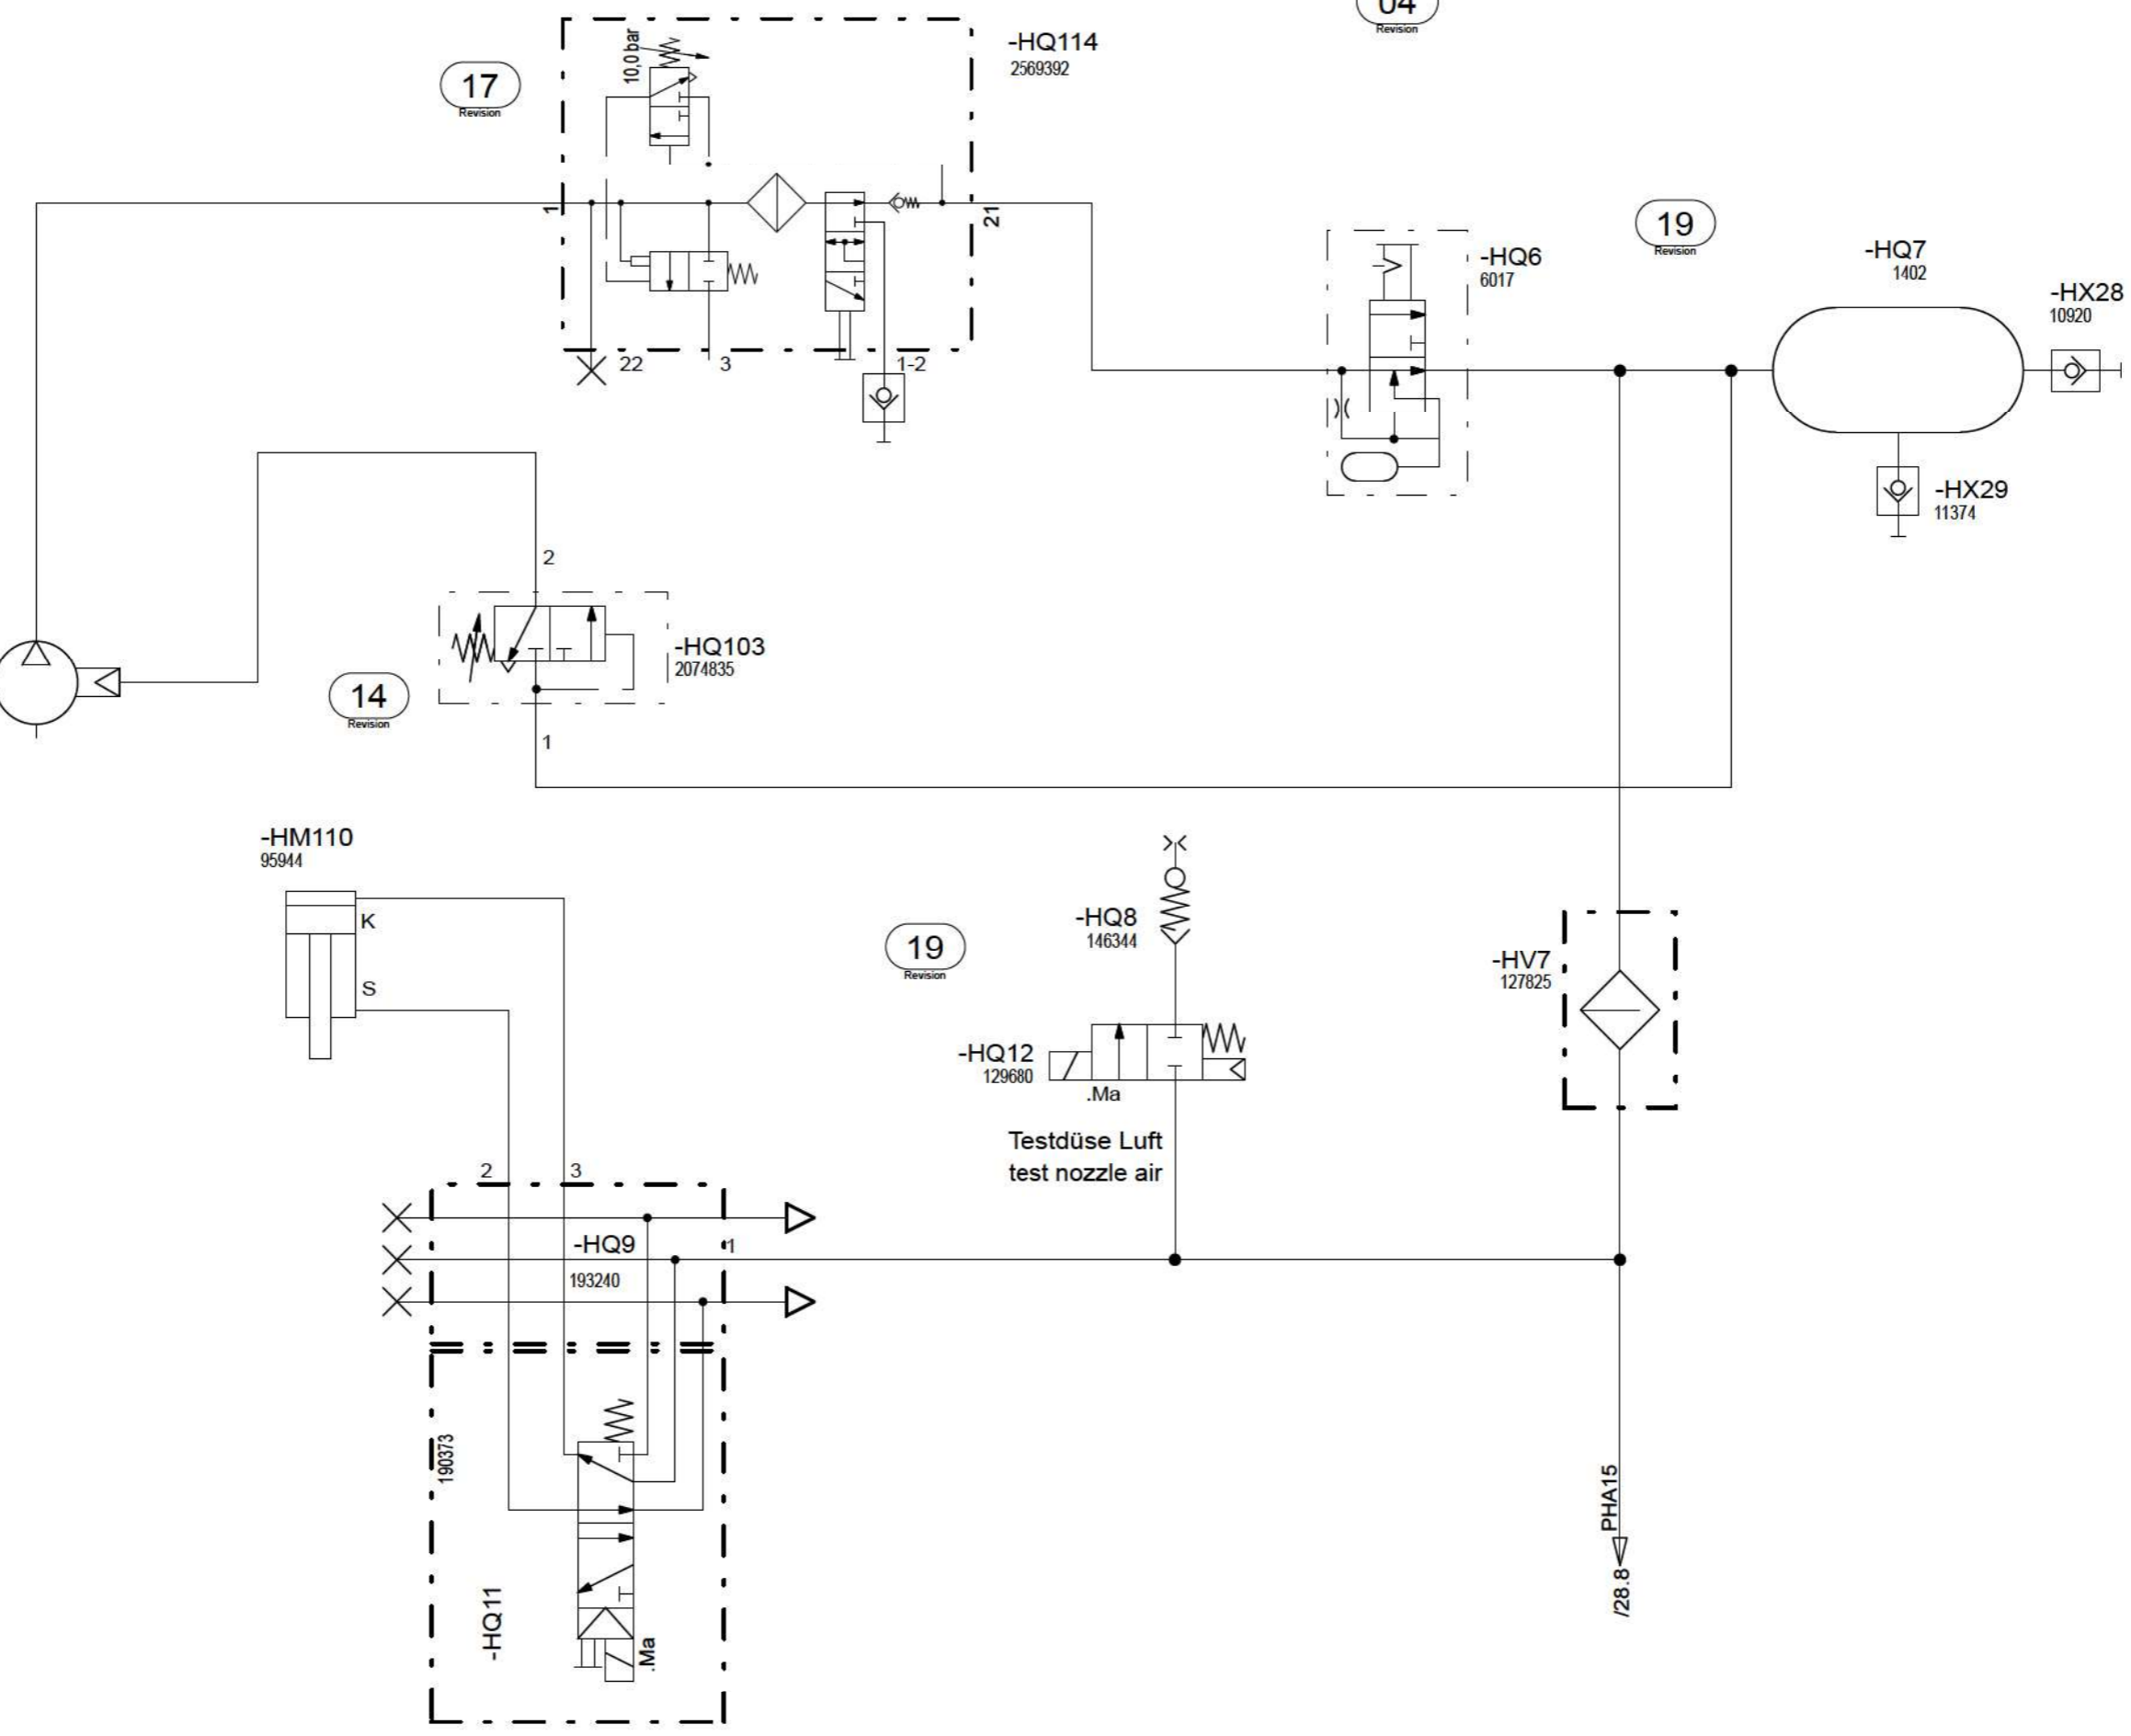 04
Revision
10,0 bar
-HQ114
2569392
17
Revision
1
21
22
3
1-2
-HQ6
6017
19
Revision
-HQ7
1402
-HX28
10920
-HX29
11374
2
-HQ103
2074835
14
Revision
1
-HM110
95944
K
S
19
Revision
-HQ8
146344
-HV7
127825
-HQ12
129680
.Ma
Testdüse Luft
test nozzle air
2
3
-HQ9
193240
1
190373
-HQ11
.Ma
PHA15
/28.8